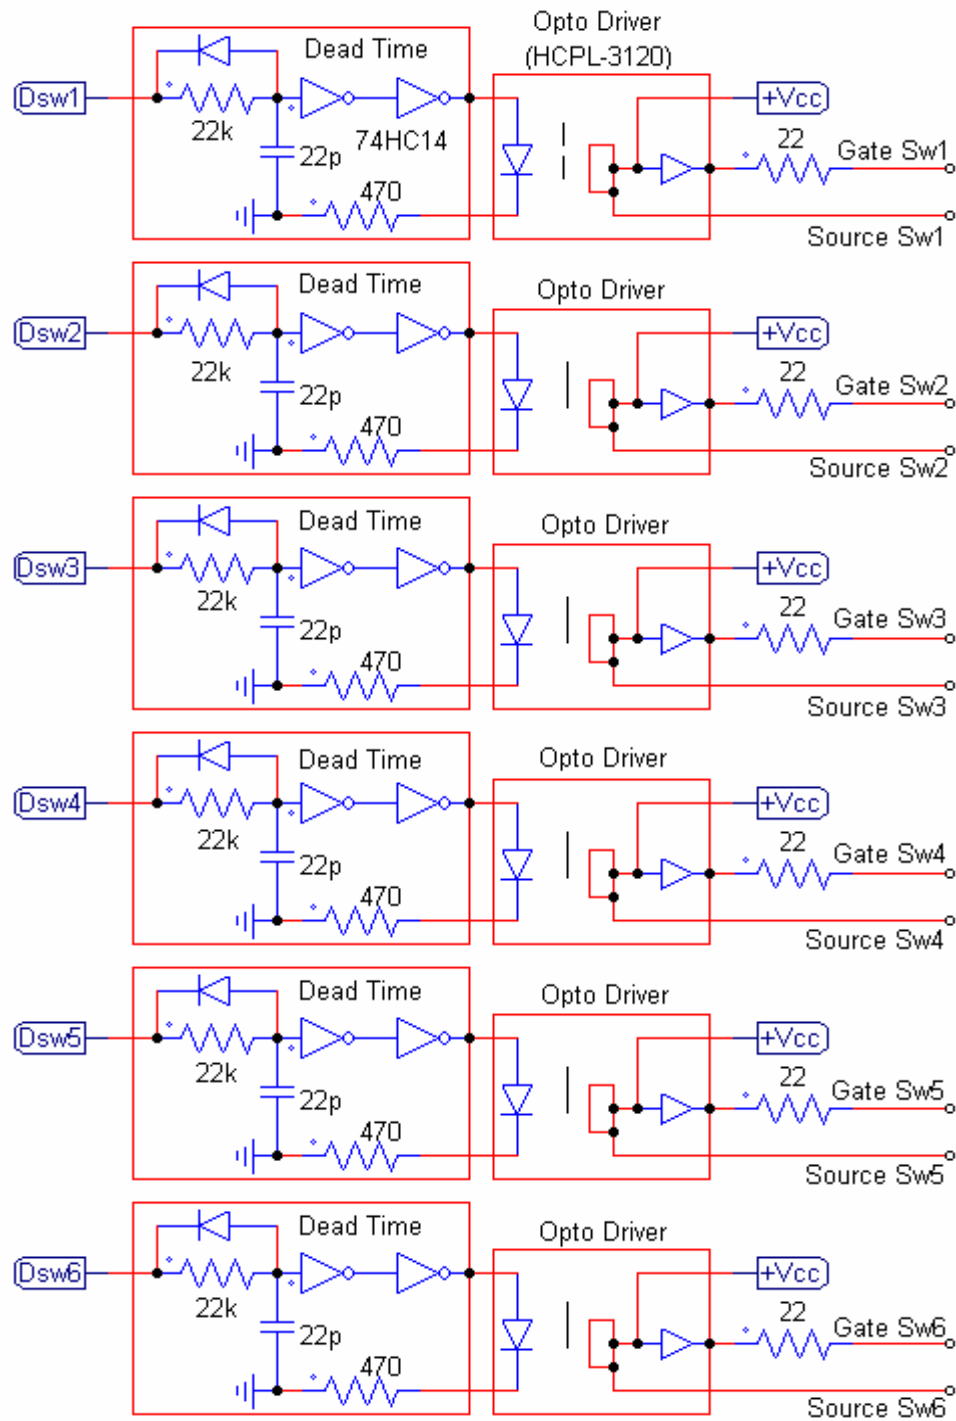 Opto Driver
(HCPL-3120)
Dead Time
Dsw1
22k
22p
74HC14
470
+Vcc
22
Gate Sw1
Source Sw1
Opto Driver
Dead Time
Dsw2
22k
22p
470
+Vcc
22
Gate Sw2
Source Sw2
Opto Driver
Dead Time
Dsw3
22k
22p
470
+Vcc
22
Gate Sw3
Source Sw3
Opto Driver
Dead Time
Dsw4
22k
22p
470
+Vcc
22
Gate Sw4
Source Sw4
Opto Driver
Dead Time
Dsw5
22k
22p
470
+Vcc
22
Gate Sw5
Source Sw5
Opto Driver
Dead Time
Dsw6
22k
22p
470
+Vcc
22
Gate Sw6
Source Sw6